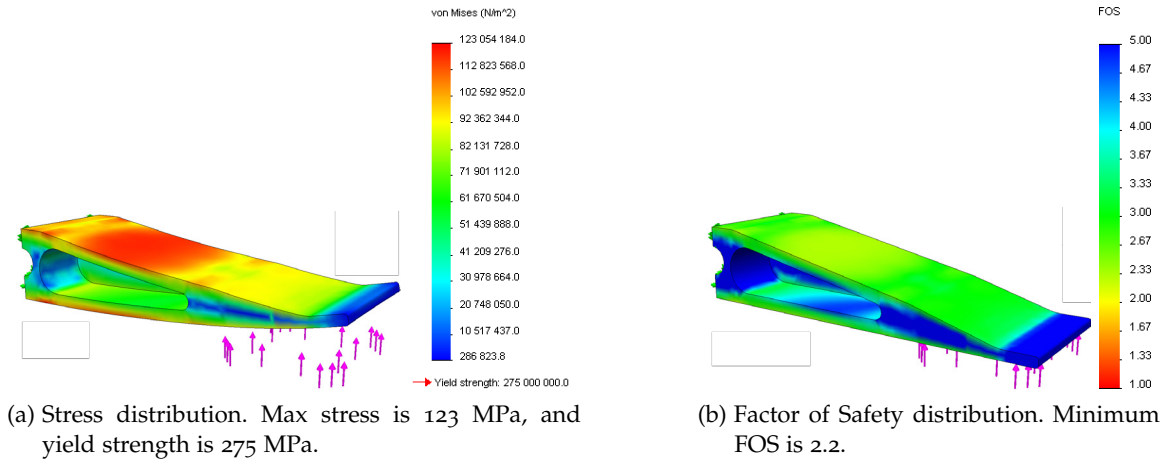 von Mises (N/m^2)
123 054 184.0
112 823 568.0
102 592 952.0
92 362 344.0
82 131 728.0
71 901 112.0
61 670 504.0
51 439 888.0
41 209 276.0
30 978 664.0
20 748 050.0
10 517 437.0
286 823.8
Yield strength: 275 000 000.0
(a) Stress distribution. Max stress is 123 MPa, and
yield strength is 275 MPa.
FOS
5.00
4.67
4.33
4.00
3.67
3.33
3.00
2.67
2.33
2.00
1.67
1.33
1.00
(b) Factor of Safety distribution. Minimum
FOS is 2.2.